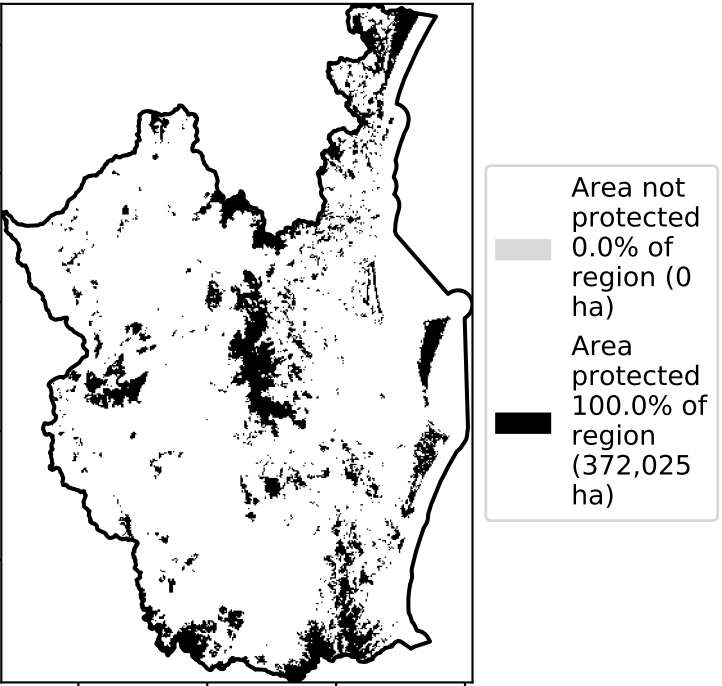 Area not
protected
0.0% of
region (0
ha)
Area
protected
100.0% of
region
(372,025
ha)